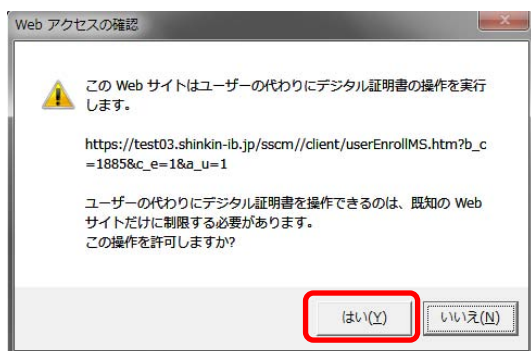 Web アクセスの確認
この Web サイトはユーザーの代わりにデジタル証明書の操作を実行
します。
https://test03.shinkin-ib.jp/sscm//client/userEnrollMS.htm?b_c
=1885&c_e=1&a_u=1
ユーザーの代わりにデジタル証明書を操作できるのは、既知の Web
サイトだけに制限する必要があります。
この操作を許可しますか?
はい(Y)
いいえ(N)